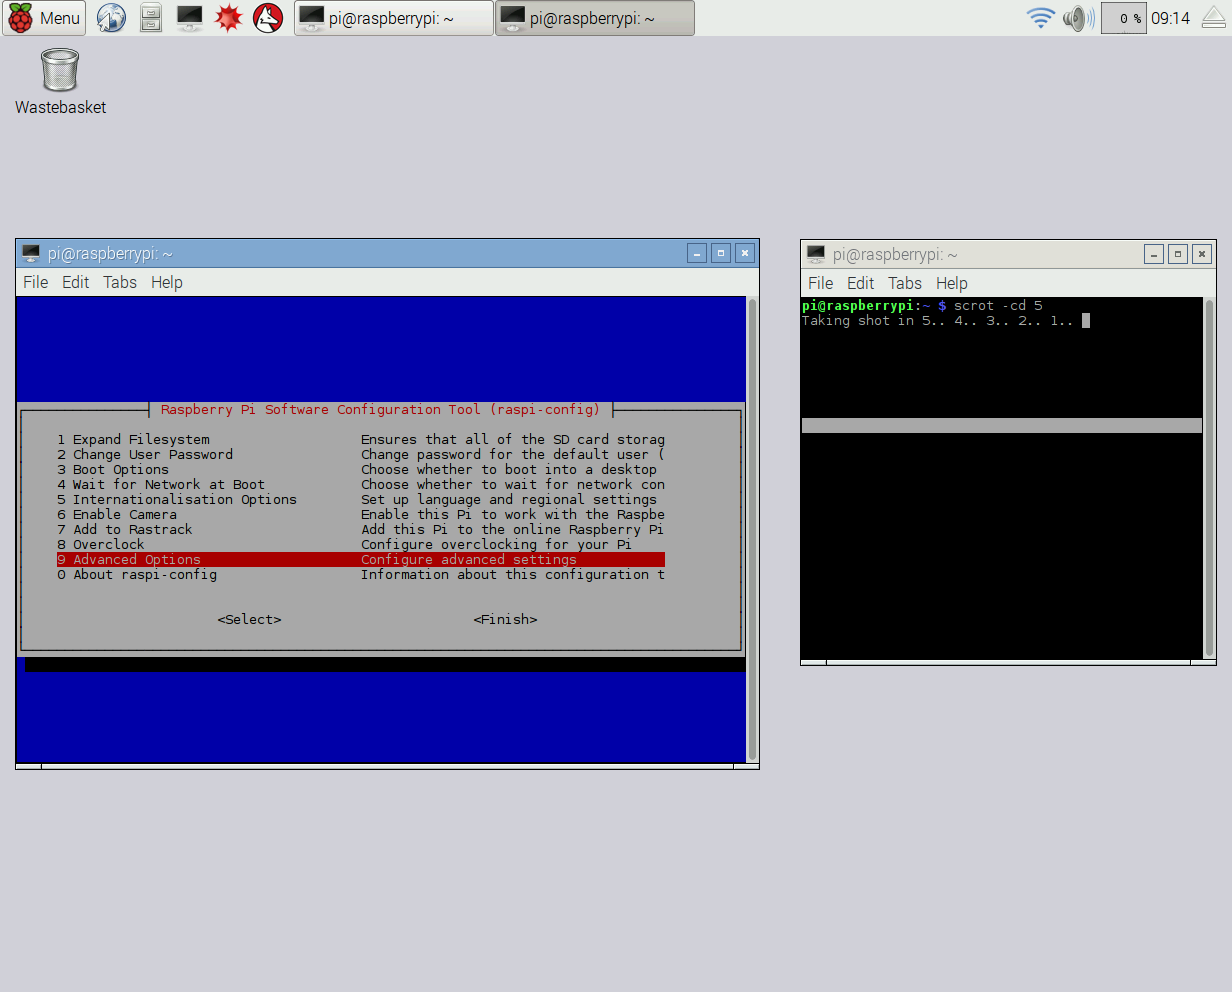 Menu pi@raspberrypi: ~ pi@raspberrypi: ~ 0 % 09:14
Wastebasket
pi@raspberrypi: ~
File Edit Tabs Help
Raspberry Pi Software Configuration Tool (raspi-config)
1 Expand Filesystem Ensures that all of the SD card storag
2 Change User Password Change password for the default user (
3 Boot Options Choose whether to boot into a desktop
4 Wait for Network at Boot Choose whether to wait for network con
5 Internationalisation Options Set up language and regional settings
6 Enable Camera Enable this Pi to work with the Raspbe
7 Add to Rastrack Add this Pi to the online Raspberry Pi
8 Overclock Configure overclocking for your Pi
9 Advanced Options Configure advanced settings
0 About raspi-config Information about this configuration t
<Select> <Finish>
pi@raspberrypi: ~
File Edit Tabs Help
pi@raspberrypi:~ $ scrot -cd 5
Taking shot in 5.. 4.. 3.. 2.. 1..